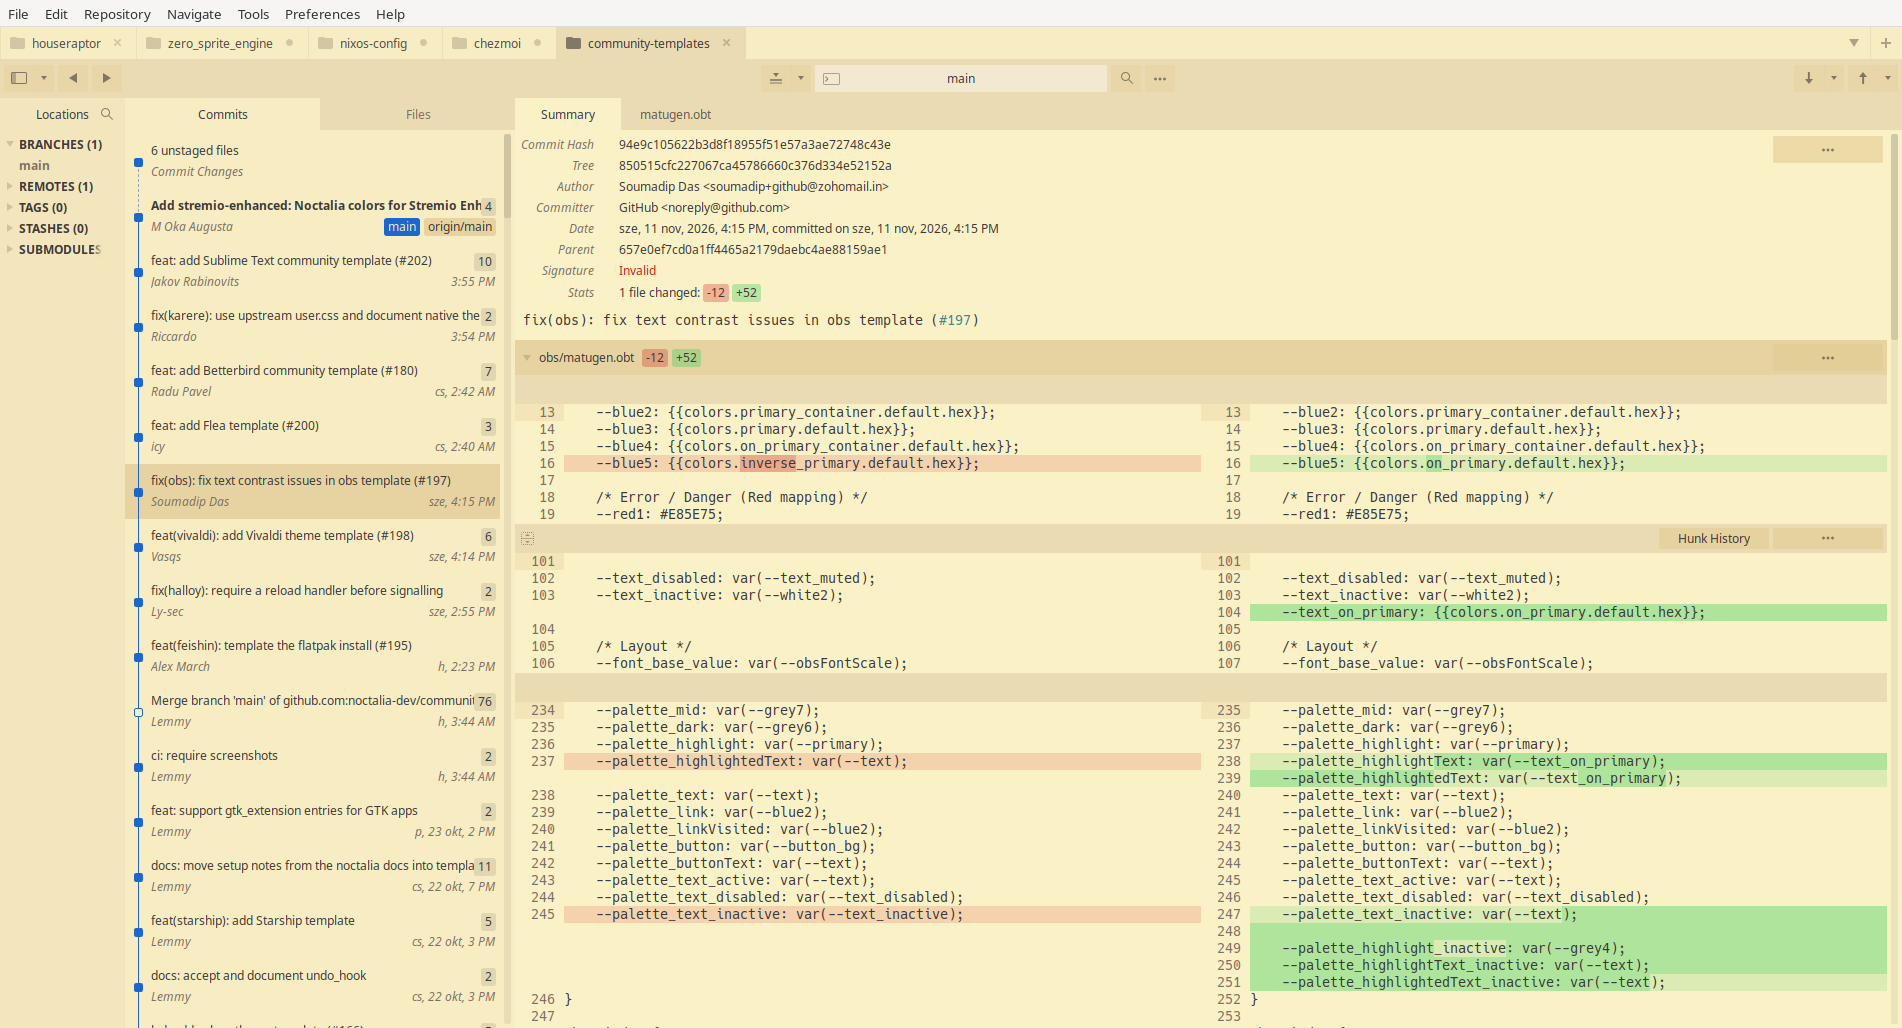 File Edit Repository Navigate Tools Preferences Help
houseraptor zero_sprite_engine nixos-config chezmoi community-templates
main
Locations
BRANCHES (1)
main
REMOTES (1)
TAGS (0)
STASHES (0)
SUBMODULES
Commits Files
6 unstaged files
Commit Changes
Add stremio-enhanced: Noctalia colors for Stremio Enh 4
M Oka Augusta main origin/main
feat: add Sublime Text community template (#202) 10
Jakov Rabinovits 3:55 PM
fix(karere): use upstream user.css and document native the 2
Riccardo 3:54 PM
feat: add Betterbird community template (#180) 7
Radu Pavel cs, 2:42 AM
feat: add Flea template (#200) 3
icy cs, 2:40 AM
fix(obs): fix text contrast issues in obs template (#197)
Soumadip Das sze, 4:15 PM
feat(vivaldi): add Vivaldi theme template (#198) 6
Vasqs sze, 4:14 PM
fix(halloy): require a reload handler before signalling 2
Ly-sec sze, 2:55 PM
feat(feishin): template the flatpak install (#195)
Alex March h, 2:23 PM
Merge branch 'main' of github.com:noctalia-dev/communit 76
Lemmy h, 3:44 AM
ci: require screenshots 2
Lemmy h, 3:44 AM
feat: support gtk_extension entries for GTK apps 2
Lemmy p, 23 okt, 2 PM
docs: move setup notes from the noctalia docs into templa 11
Lemmy cs, 22 okt, 7 PM
feat(starship): add Starship template 5
Lemmy cs, 22 okt, 3 PM
docs: accept and document undo_hook 2
Lemmy cs, 22 okt, 3 PM
Summary matugen.obt
Commit Hash 94e9c105622b3d8f18955f51e57a3ae72748c43e
Tree 850515cfc227067ca45786660c376d334e52152a
Author Soumadip Das <soumadip+github@zohomail.in>
Committer GitHub <noreply@github.com>
Date sze, 11 nov, 2026, 4:15 PM, committed on sze, 11 nov, 2026, 4:15 PM
Parent 657e0ef7cd0a1ff4465a2179daebc4ae88159ae1
Signature Invalid
Stats 1 file changed: -12 +52
fix(obs): fix text contrast issues in obs template (#197)
obs/matugen.obt -12 +52
13 --blue2: {{colors.primary_container.default.hex}}; 13 --blue2: {{colors.primary_container.default.hex}};
14 --blue3: {{colors.primary.default.hex}}; 14 --blue3: {{colors.primary.default.hex}};
15 --blue4: {{colors.on_primary_container.default.hex}}; 15 --blue4: {{colors.on_primary_container.default.hex}};
16 --blue5: {{colors.inverse_primary.default.hex}}; 16 --blue5: {{colors.on_primary.default.hex}};
17 17
18 /* Error / Danger (Red mapping) */ 18 /* Error / Danger (Red mapping) */
19 --red1: #E85E75; 19 --red1: #E85E75;
Hunk History
101 101
102 --text_disabled: var(--text_muted); 102 --text_disabled: var(--text_muted);
103 --text_inactive: var(--white2); 103 --text_inactive: var(--white2);
104 --text_on_primary: {{colors.on_primary.default.hex}};
104 105
105 /* Layout */ 106 /* Layout */
106 --font_base_value: var(--obsFontScale); 107 --font_base_value: var(--obsFontScale);
234 --palette_mid: var(--grey7); 235 --palette_mid: var(--grey7);
235 --palette_dark: var(--grey6); 236 --palette_dark: var(--grey6);
236 --palette_highlight: var(--primary); 237 --palette_highlight: var(--primary);
237 --palette_highlightedText: var(--text); 238 --palette_highlightText: var(--text_on_primary);
239 --palette_highlightedText: var(--text_on_primary);
238 --palette_text: var(--text); 240 --palette_text: var(--text);
239 --palette_link: var(--blue2); 241 --palette_link: var(--blue2);
240 --palette_linkVisited: var(--blue2); 242 --palette_linkVisited: var(--blue2);
241 --palette_button: var(--button_bg); 243 --palette_button: var(--button_bg);
242 --palette_buttonText: var(--text); 244 --palette_buttonText: var(--text);
243 --palette_text_active: var(--text); 245 --palette_text_active: var(--text);
244 --palette_text_disabled: var(--text_disabled); 246 --palette_text_disabled: var(--text_disabled);
245 --palette_text_inactive: var(--text_inactive); 247 --palette_text_inactive: var(--text);
248
249 --palette_highlight_inactive: var(--grey4);
250 --palette_highlightText_inactive: var(--text);
251 --palette_highlightedText_inactive: var(--text);
246 } 252 }
247 253